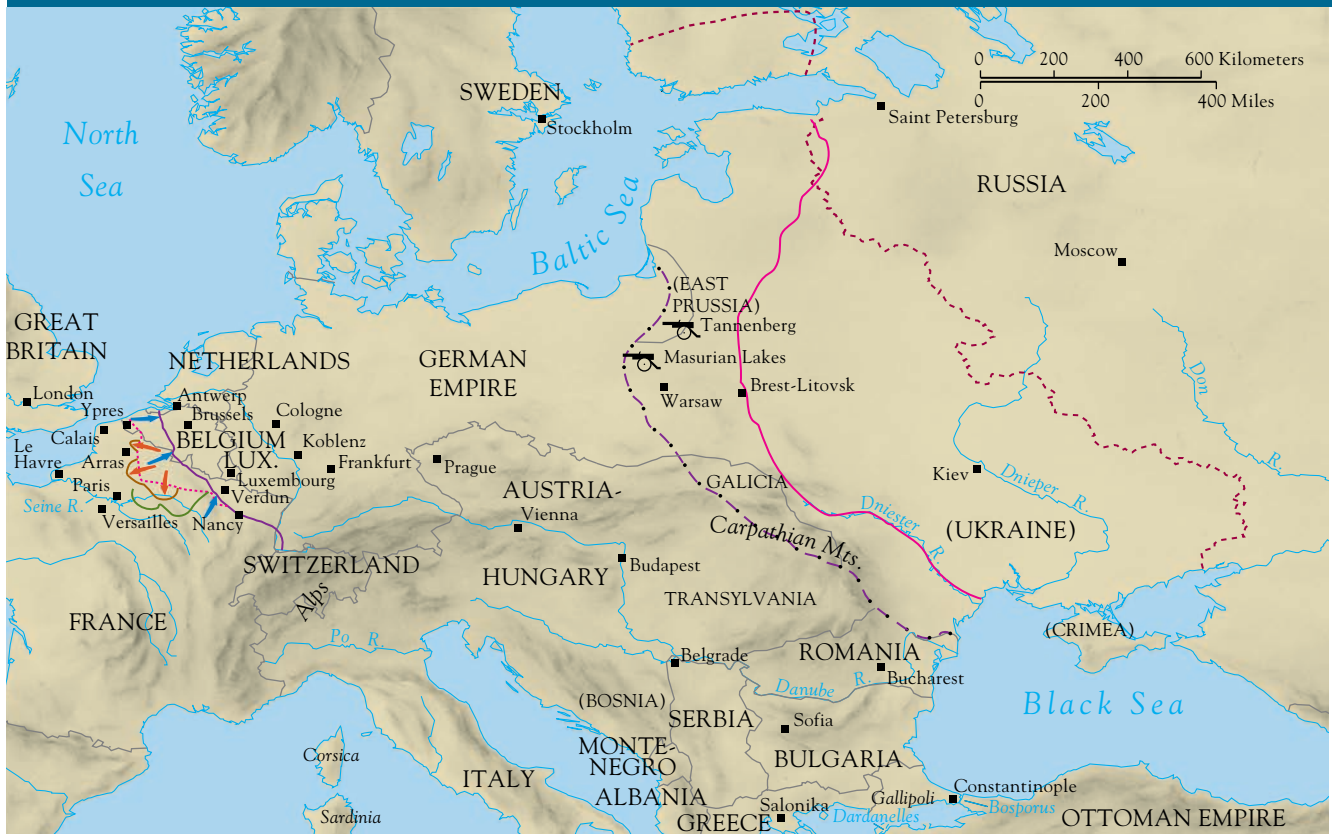 0 200 400 600 Kilometers
0 200 400 Miles
SWEDEN
Stockholm
Saint Petersburg
North
Sea
RUSSIA
Baltic Sea
Moscow
(EAST
PRUSSIA)
Tannenberg
GREAT
BRITAIN
NETHERLANDS
GERMAN
EMPIRE
Masurian Lakes
Don R.
London
Antwerp
Warsaw
Brest-Litovsk
Ypres
Brussels
Cologne
Calais
BELGIUM
Koblenz
Le
Havre
Arras
LUX.
Frankfurt
Prague
Kiev
Dnieper R.
Paris
Luxembourg
GALICIA
Verdun
AUSTRIA-
Seine R.
Versailles
Nancy
Vienna
Carpathian Mts.
Dniester R.
(UKRAINE)
SWITZERLAND
HUNGARY
Budapest
Alps
TRANSYLVANIA
FRANCE
(CRIMEA)
Po R.
Belgrade
ROMANIA
Bucharest
Danube R.
(BOSNIA)
Black Sea
SERBIA
Sofia
Corsica
MONTE-
NEGRO
BULGARIA
ITALY
ALBANIA
Gallipoli
Constantinople
Salonika
Bosporus
Sardinia
GREECE
Dardanelles
OTTOMAN EMPIRE